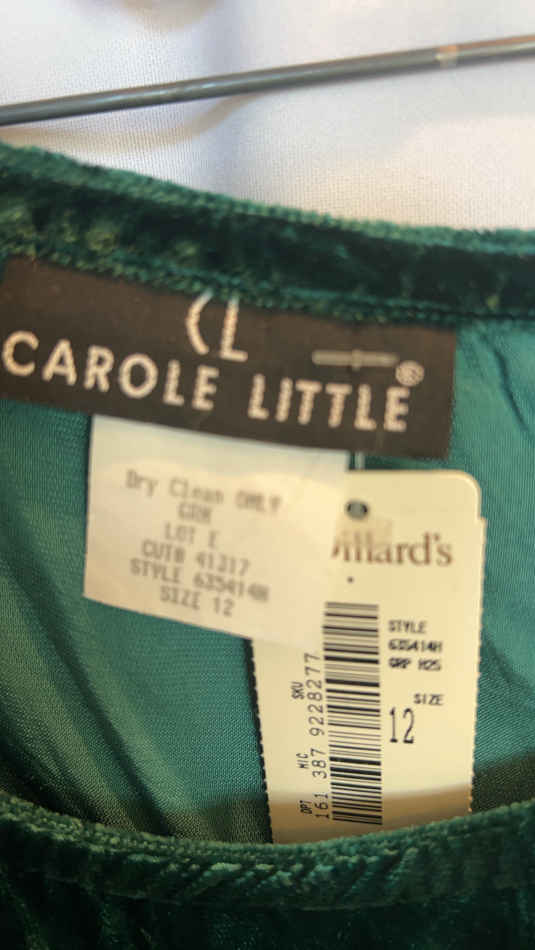 CL
CAROLE LITTLE®
Dry Clean ONLY
GRN
LOT E
CUT# 41317
STYLE 635414H
SIZE 12
Dillard's
STYLE
635414H
GRP H25
SIZE
12
DPT MIC SKU
161 387 9228277